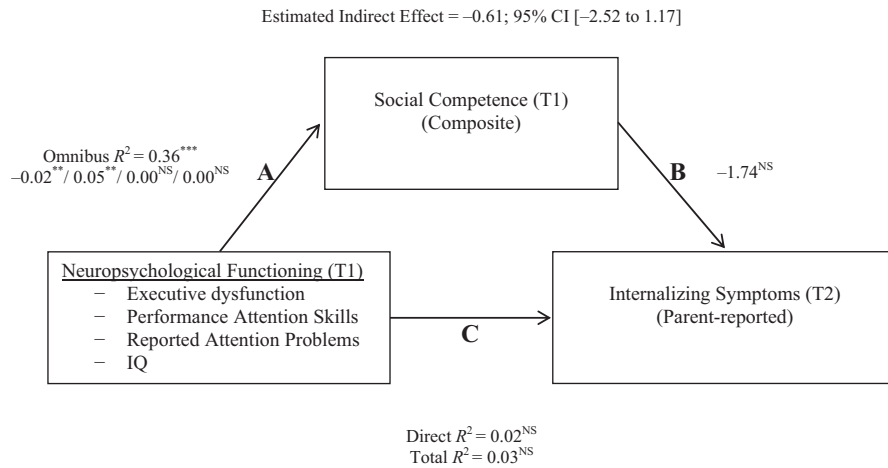 Estimated Indirect Effect = –0.61; 95% CI [–2.52 to 1.17]
Social Competence (T1)
(Composite)
Omnibus R² = 0.36***
–0.02**/ 0.05**/ 0.00ᴺˢ/ 0.00ᴺˢ
A
B
–1.74ᴺˢ
Neuropsychological Functioning (T1)
– Executive dysfunction
– Performance Attention Skills
– Reported Attention Problems
– IQ
C
Internalizing Symptoms (T2)
(Parent-reported)
Direct R² = 0.02ᴺˢ
Total R² = 0.03ᴺˢ